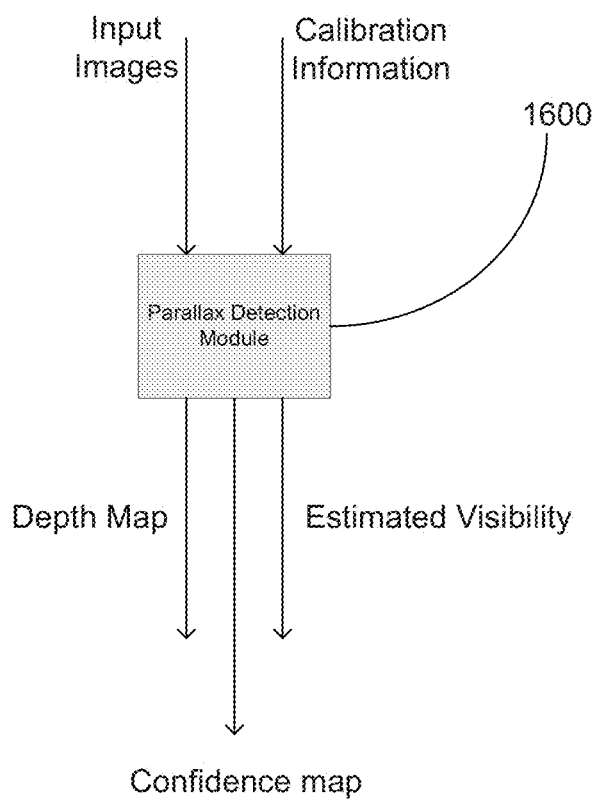 Input
Images
Calibration
Information
1600
Parallax Detection
Module
Depth Map
Estimated Visibility
Confidence map